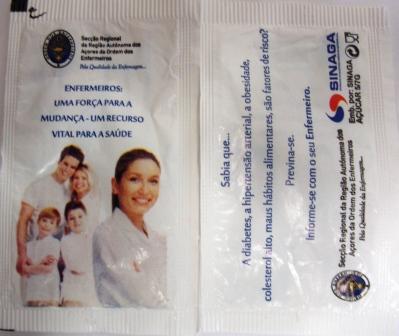 Secção Regional
da Região Autónoma dos
Açores da Ordem dos
Enfermeiros
Pela Qualidade da Enfermagem...
ENFERMEIROS:
UMA FORÇA PARA A
MUDANÇA - UM RECURSO
VITAL PARA A SAÚDE
Sabia que...
A diabetes, a hipertensão arterial, a obesidade,
colesterol alto, maus hábitos alimentares, são fatores de risco?
Previna-se.
Informe-se com o seu Enfermeiro.
Secção Regional da Região Autónoma dos
Açores da Ordem dos Enfermeiros
Pela Qualidade da Enfermagem...
SINAGA
Emb. por: SINAGA
AÇÚCAR 5/7G